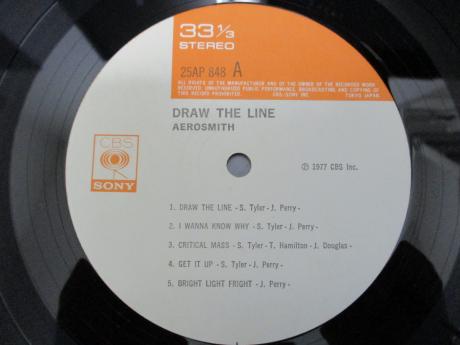 33 1/3
STEREO
25AP 848 A
ALL RIGHTS OF THE MANUFACTURER AND OF THE OWNER OF THE RECORDED WORK
RESERVED. UNAUTHORIZED PUBLIC PERFORMANCE, BROADCASTING AND COPYING OF
THIS RECORD PROHIBITED. CBS/SONY INC. TOKYO JAPAN.
DRAW THE LINE
AEROSMITH
CBS
SONY
Ⓟ 1977 CBS Inc.
1. DRAW THE LINE -S. Tyler-J. Perry-
2. I WANNA KNOW WHY -S. Tyler-J. Perry-
3. CRITICAL MASS -S. Tyler-T. Hamilton-J. Douglas-
4. GET IT UP -S. Tyler-J. Perry-
5. BRIGHT LIGHT FRIGHT -J. Perry-